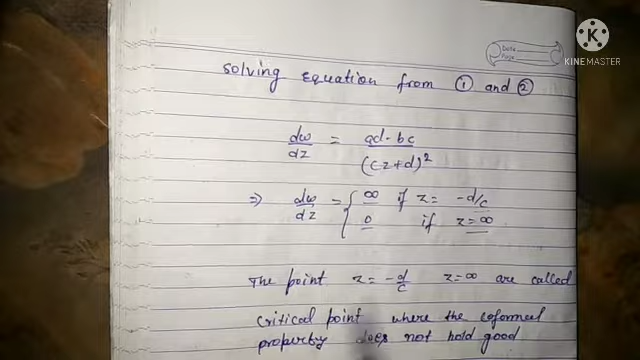 Date
Page
KINEMASTER
Solving Equation from ① and ②
dw/dz = ad - bc/(cz+d)²
⇒ dw/dz = { ∞ if z = -d/c
0 if z = ∞
The point z = -d/c z = ∞ are called
critical point where the coformal
property does not hold good